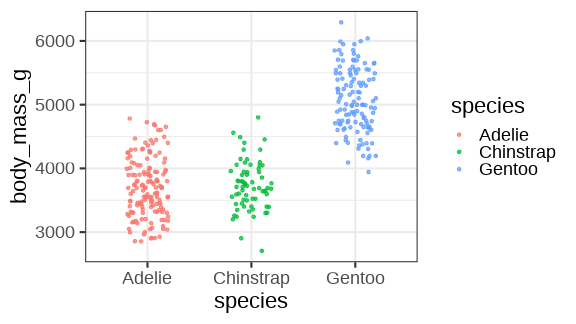 body_mass_g
6000
5000
4000
3000
Adelie Chinstrap Gentoo
species
species
Adelie
Chinstrap
Gentoo